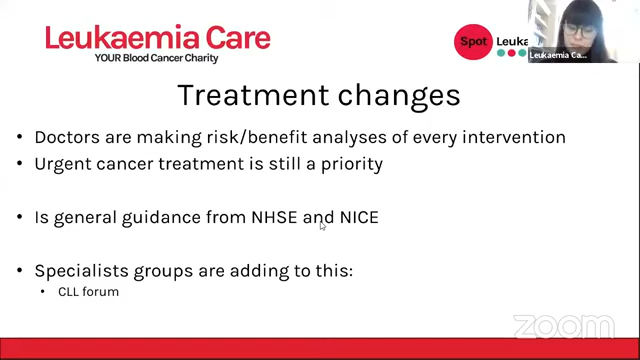 Leukaemia Care
YOUR Blood Cancer Charity
Spot
Leuka
Leukaemia Ca...
Treatment changes
• Doctors are making risk/benefit analyses of every intervention
• Urgent cancer treatment is still a priority
• Is general guidance from NHSE and NICE
• Specialists groups are adding to this:
• CLL forum
zoom